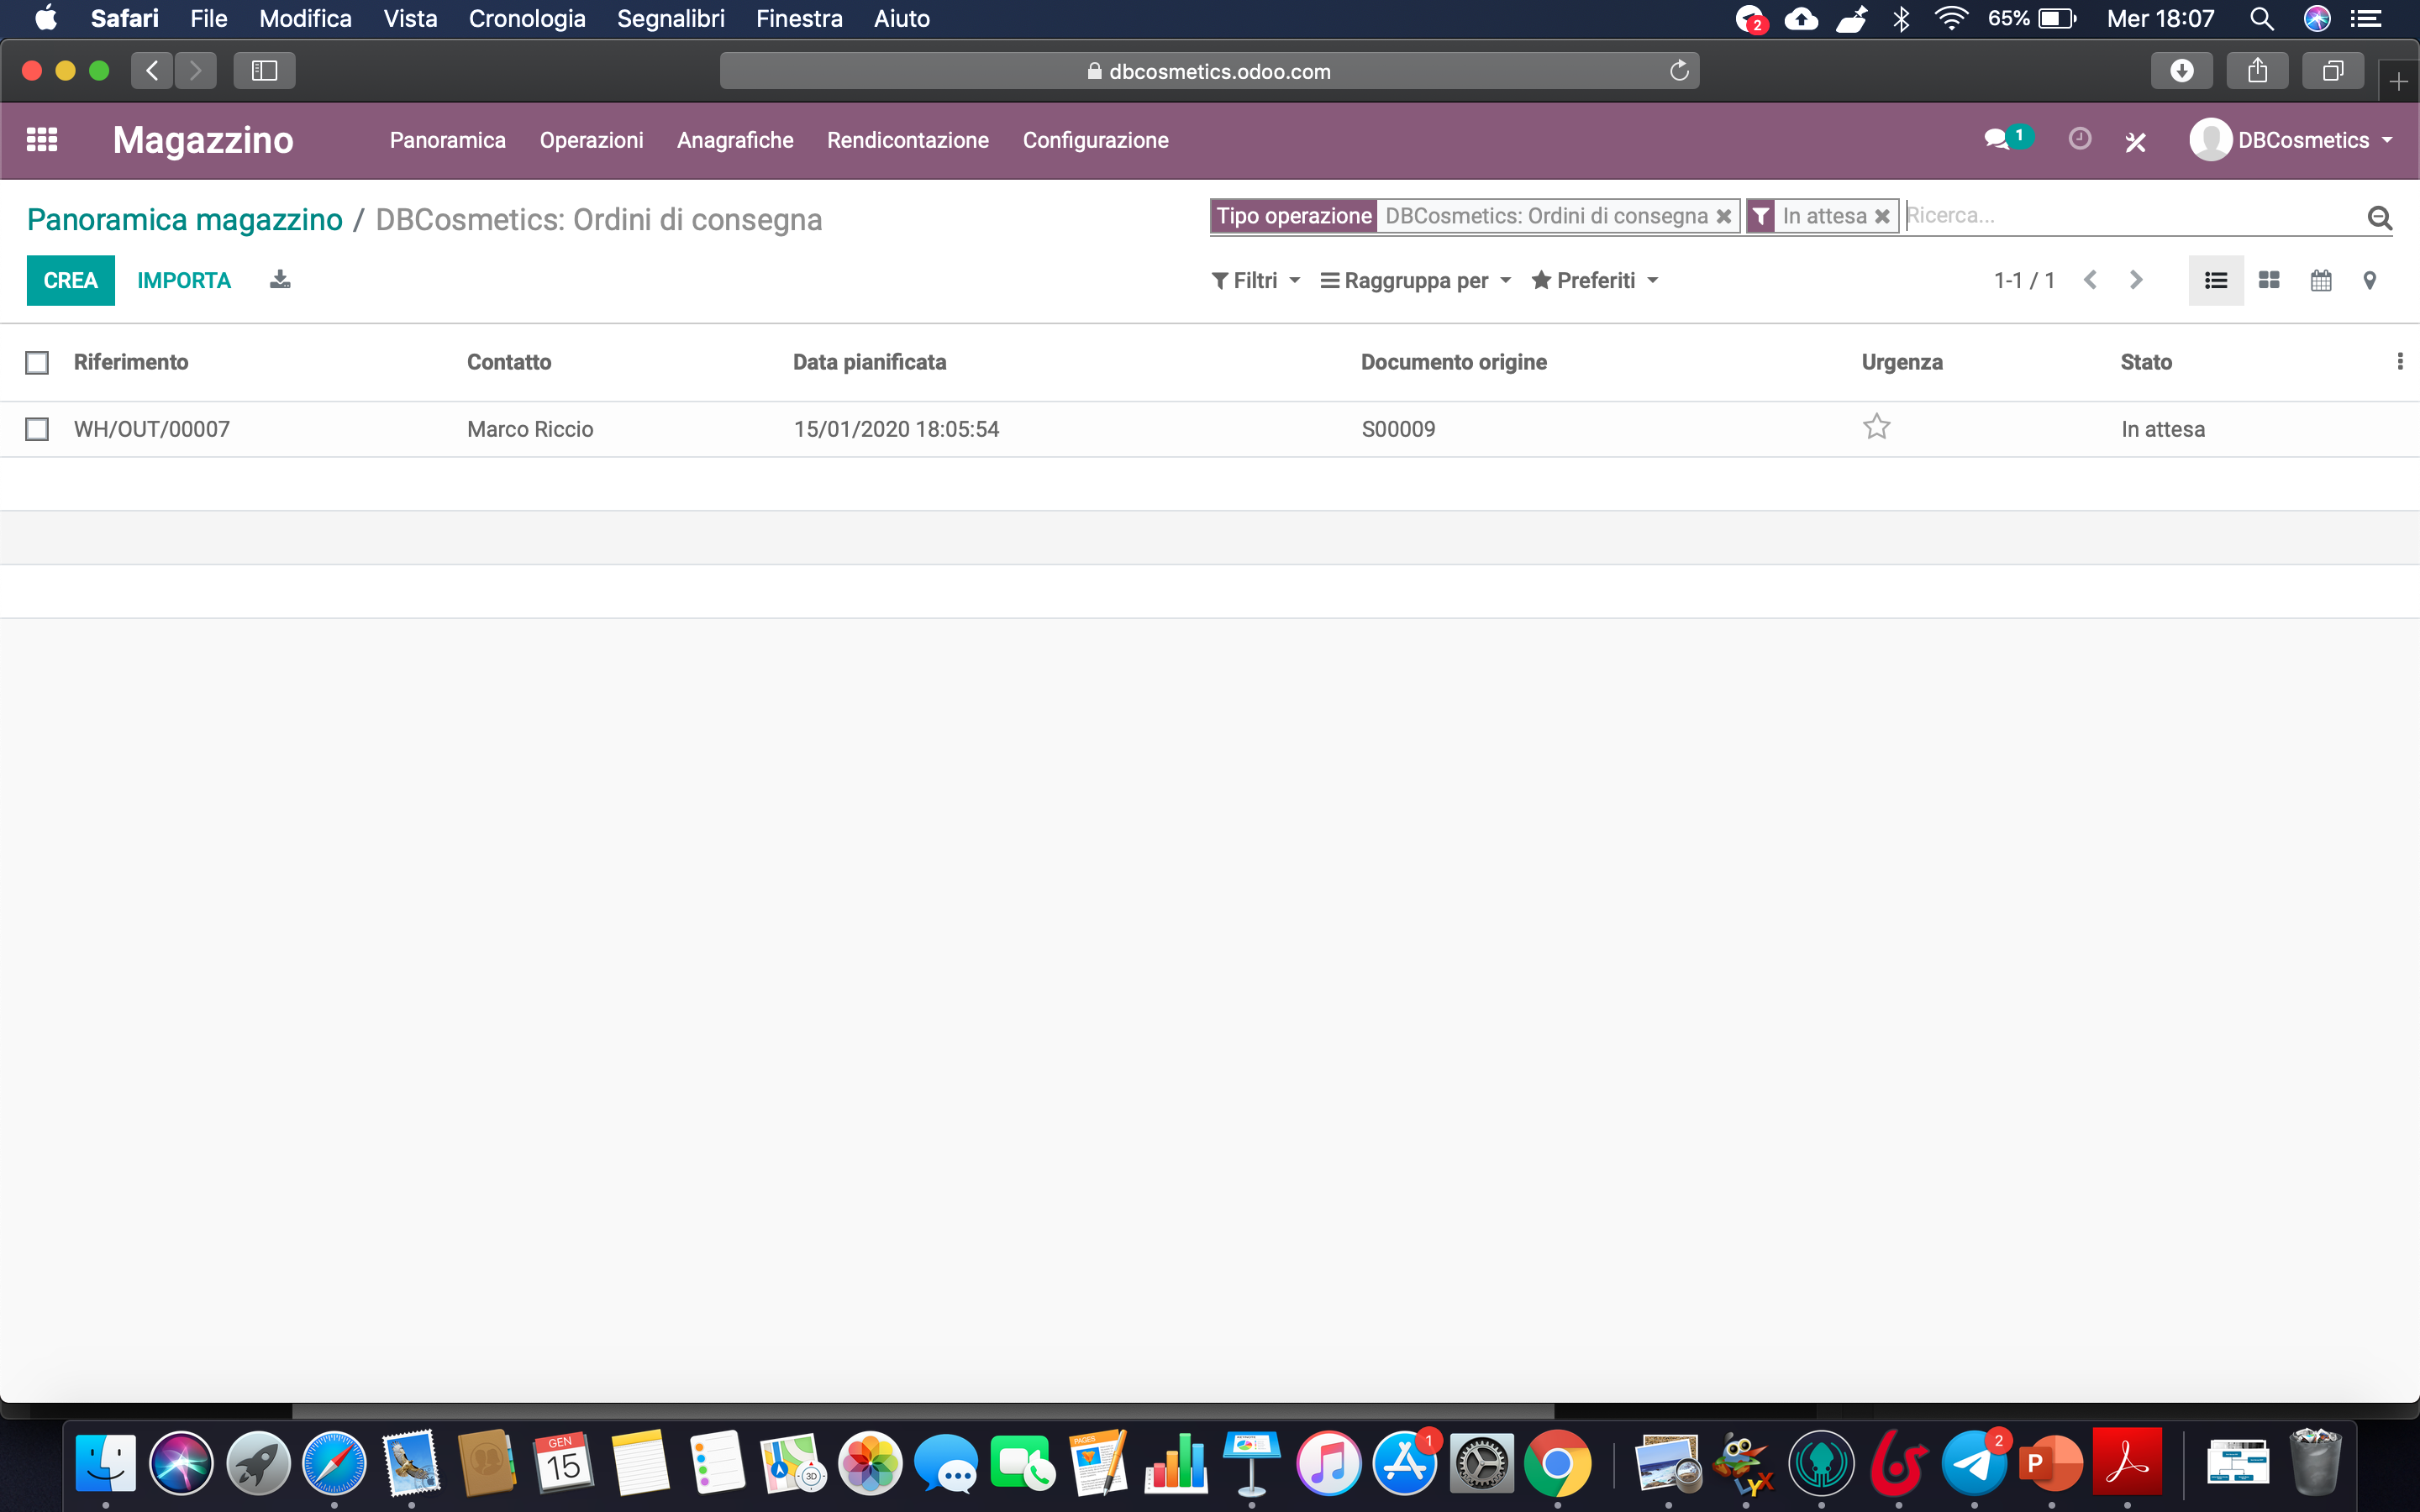 Safari File Modifica Vista Cronologia Segnalibri Finestra Aiuto 2 65% Mer 18:07
dbcosmetics.odoo.com
Magazzino Panoramica Operazioni Anagrafiche Rendicontazione Configurazione 1 DBCosmetics
Panoramica magazzino / DBCosmetics: Ordini di consegna Tipo operazione DBCosmetics: Ordini di consegna In attesa Ricerca...
CREA IMPORTA Filtri Raggruppa per Preferiti 1-1 / 1
Riferimento Contatto Data pianificata Documento origine Urgenza Stato
WH/OUT/00007 Marco Riccio 15/01/2020 18:05:54 S00009 In attesa
GEN
15
3D
PAGES
1
LYX
2
P